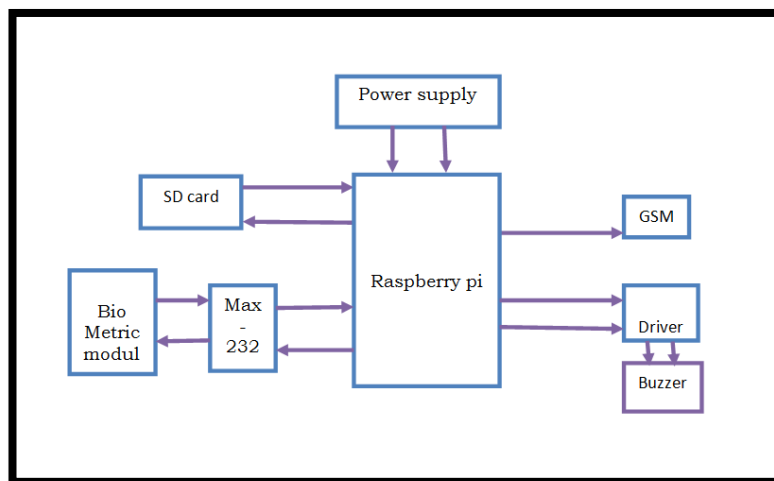 Power supply
SD card
GSM
Raspberry pi
Bio
Metric
modul
Max
-
232
Driver
Buzzer